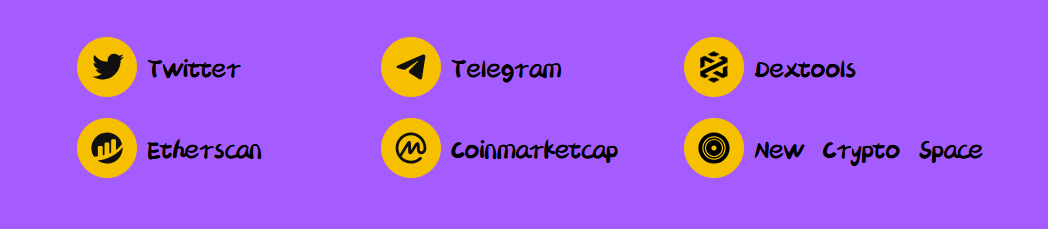 Twitter Telegram Dextools
Etherscan Coinmarketcap New Crypto Space